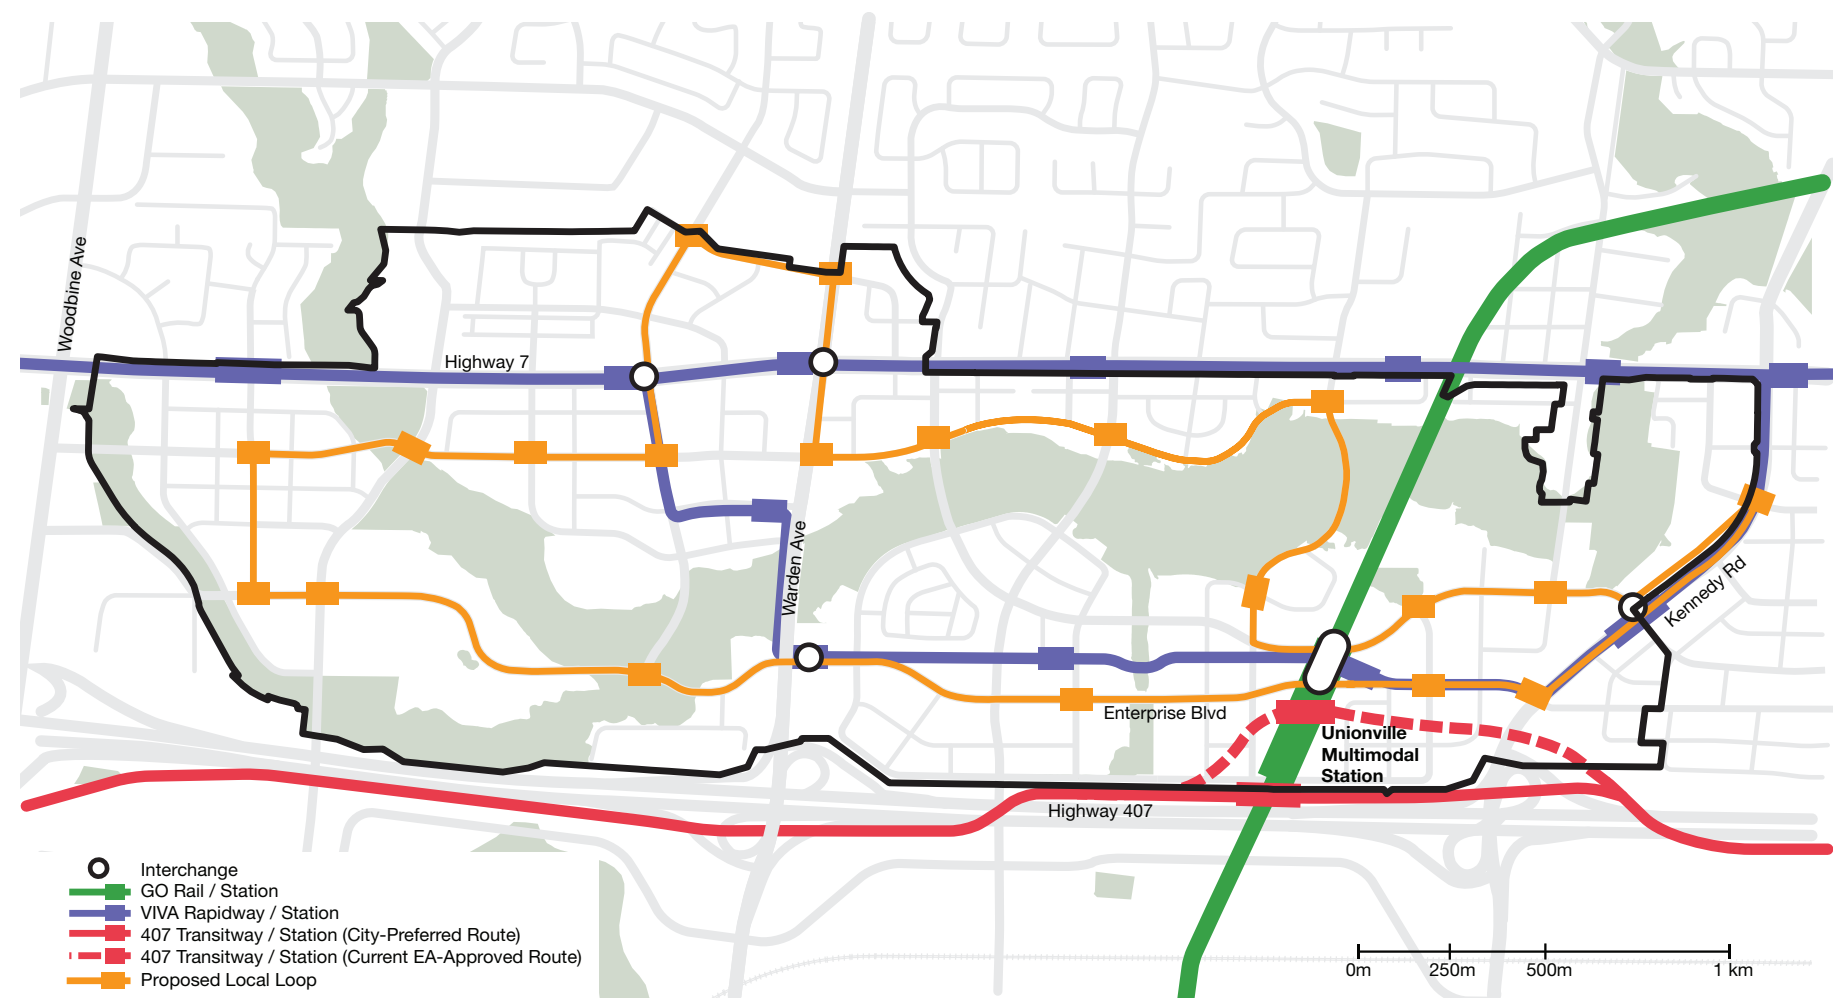 Woodbine Ave
Highway 7
Warden Ave
Kennedy Rd
Enterprise Blvd
Unionville
Multimodal
Station
Highway 407
Interchange
GO Rail / Station
VIVA Rapidway / Station
407 Transitway / Station (City-Preferred Route)
407 Transitway / Station (Current EA-Approved Route)
Proposed Local Loop
0m 250m 500m 1 km